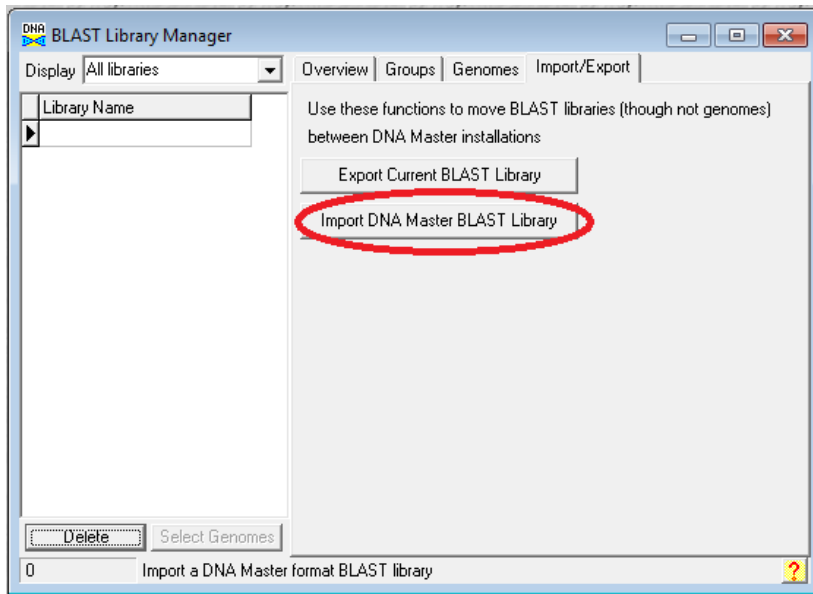 DNA BLAST Library Manager
Display All libraries
Overview Groups Genomes Import/Export
Library Name
Use these functions to move BLAST libraries (though not genomes)
between DNA Master installations
Export Current BLAST Library
Import DNA Master BLAST Library
Delete Select Genomes
0 Import a DNA Master format BLAST library ?